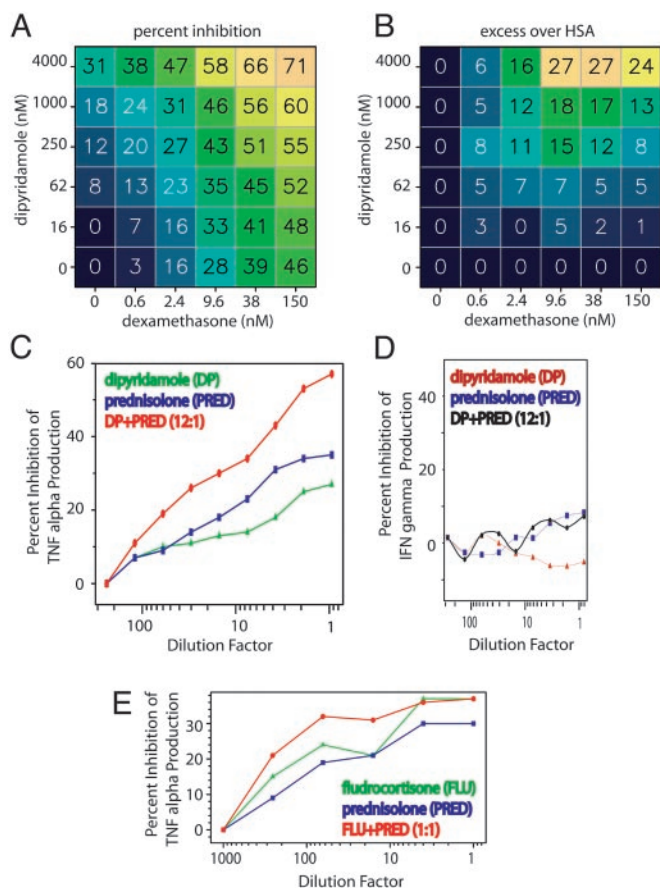 A
percent inhibition
dipyridamole (nM)
4000 31 38 47 58 66 71
1000 18 24 31 46 56 60
250 12 20 27 43 51 55
62 8 13 23 35 45 52
16 0 7 16 33 41 48
0 0 3 16 28 39 46
0 0.6 2.4 9.6 38 150
dexamethasone (nM)
B
excess over HSA
dipyridamole (nM)
4000 0 6 16 27 27 24
1000 0 5 12 18 17 13
250 0 8 11 15 12 8
62 0 5 7 7 5 5
16 0 3 0 5 2 1
0 0 0 0 0 0 0
0 0.6 2.4 9.6 38 150
dexamethasone (nM)
C
Percent Inhibition of
TNF alpha Production
60
40
20
0
dipyridamole (DP)
prednisolone (PRED)
DP+PRED (12:1)
100 10 1
Dilution Factor
D
Percent Inhibition of
IFN gamma Production
40
20
0
dipyridamole (DP)
prednisolone (PRED)
DP+PRED (12:1)
100 10 1
Dilution Factor
E
Percent Inhibition of
TNF alpha Production
30
20
10
0
fludrocortisone (FLU)
prednisolone (PRED)
FLU+PRED (1:1)
1000 100 10 1
Dilution Factor